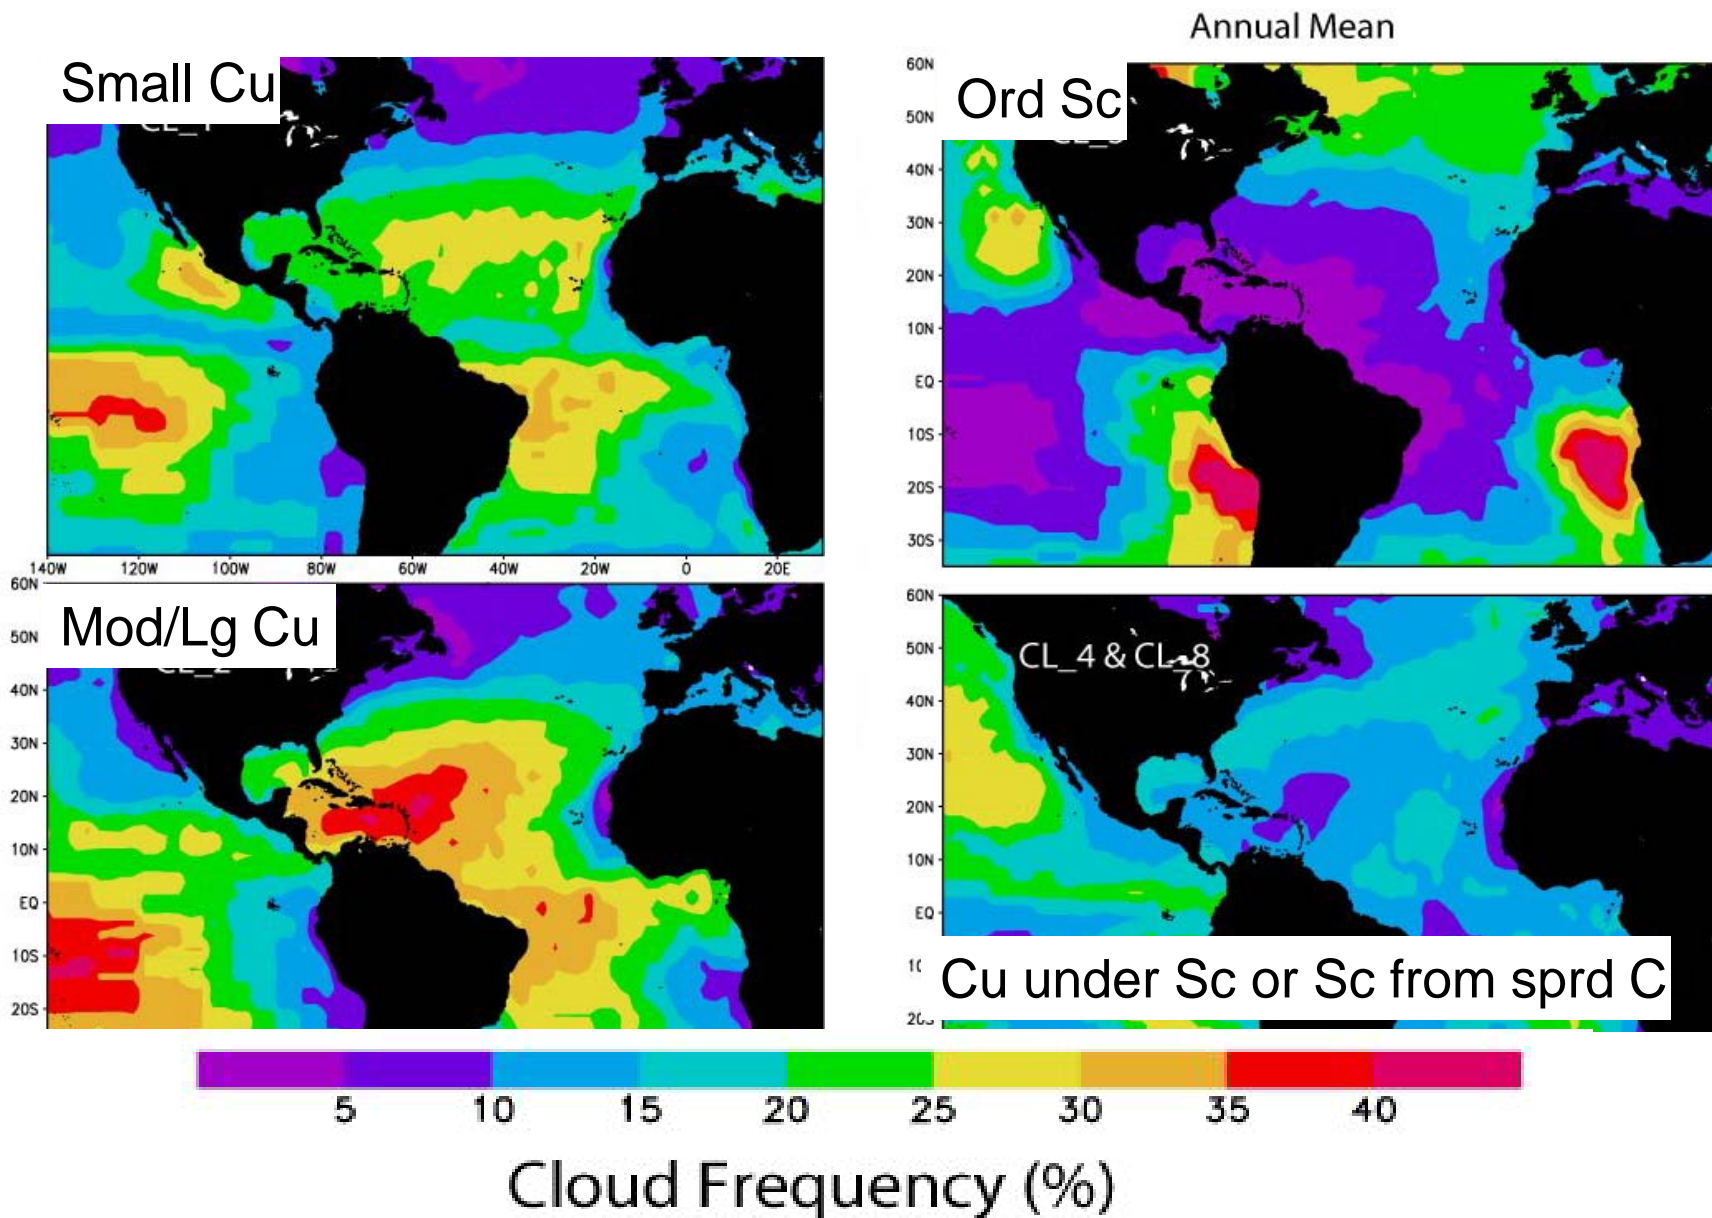 Annual Mean
Small Cu
Ord Sc
60N
50N
40N
30N
20N
10N
EQ
10S
20S
30S
140W 120W 100W 80W 60W 40W 20W 0 20E
60N
Mod/Lg Cu
50N
40N
30N
20N
10N
EQ
10S
20S
60N
50N
CL_4 & CL_8
40N
30N
20N
10N
EQ
Cu under Sc or Sc from sprd C
5 10 15 20 25 30 35 40
Cloud Frequency (%)